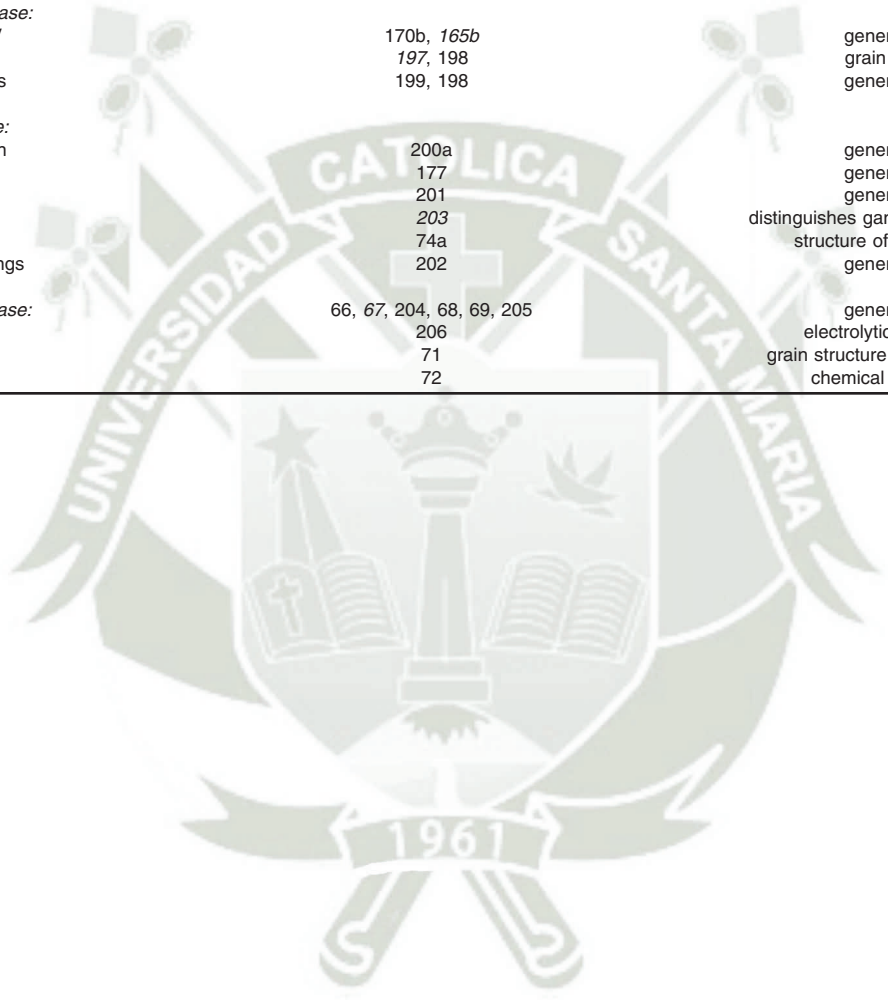 ase:
170b, 165b gener
197, 198 grain
s 199, 198 gener
e:
n 200a gener
177 gener
201 gener
203 distinguishes gar
74a structure of
ngs 202 gener
ase: 66, 67, 204, 68, 69, 205 gener
206 electrolytic
71 grain structure
72 chemical
UNIVERSIDAD CATOLICA SANTA MARIA
1961